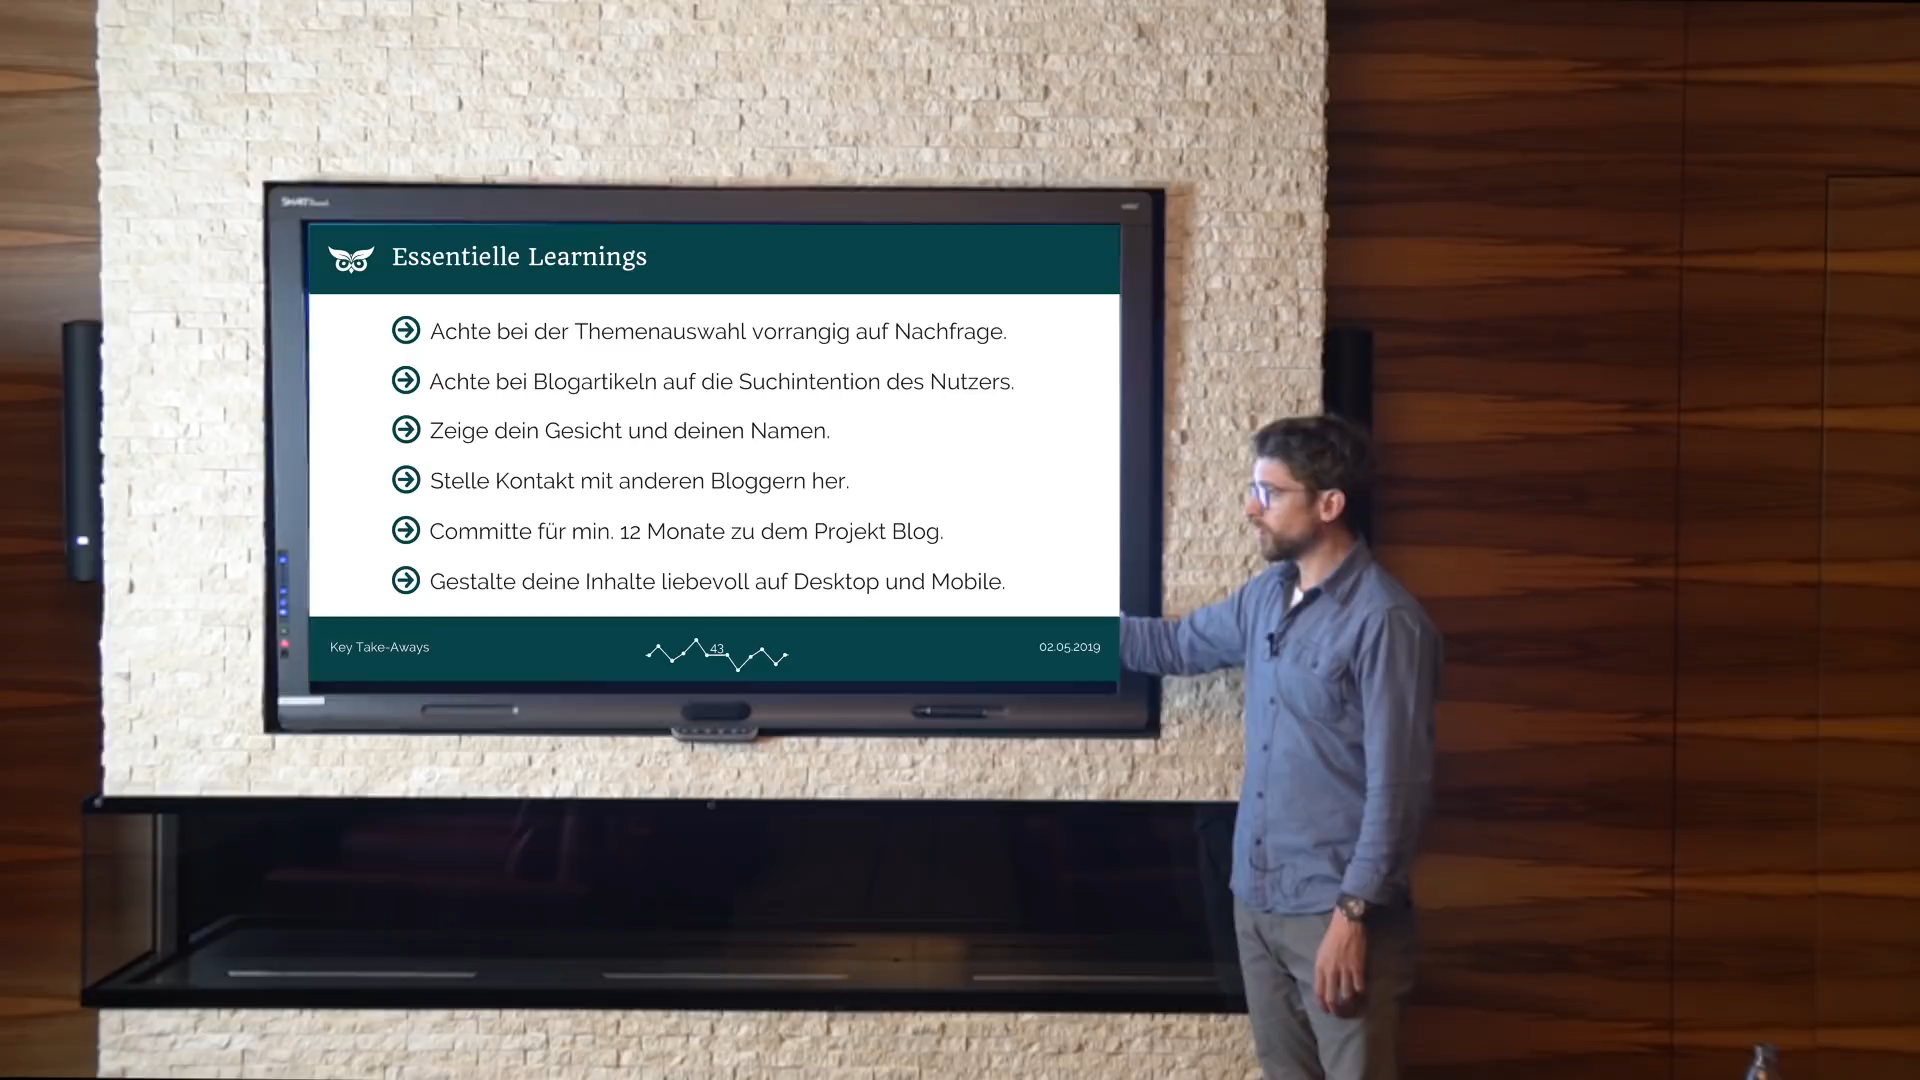 SMART Board
Essentielle Learnings
Achte bei der Themenauswahl vorrangig auf Nachfrage.
Achte bei Blogartikeln auf die Suchintention des Nutzers.
Zeige dein Gesicht und deinen Namen.
Stelle Kontakt mit anderen Bloggern her.
Committe für min. 12 Monate zu dem Projekt Blog.
Gestalte deine Inhalte liebevoll auf Desktop und Mobile.
Key Take-Aways
43
02.05.2019